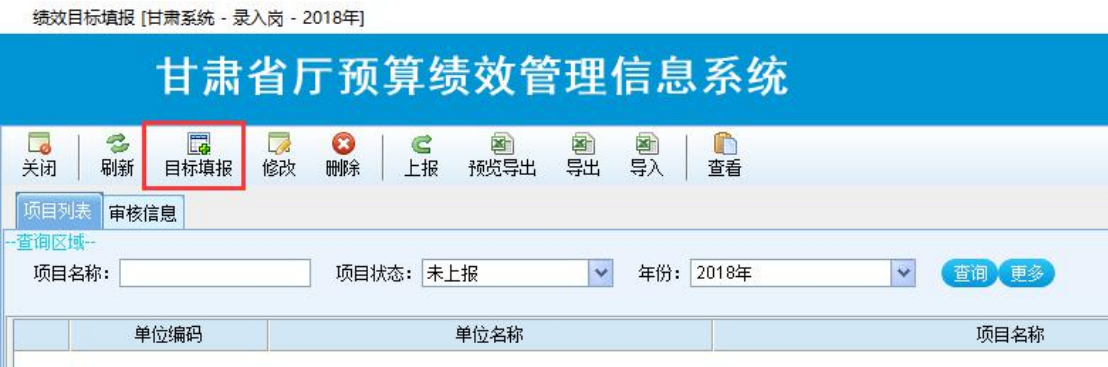 绩效目标填报 [甘肃系统 - 录入岗 - 2018年]
甘肃省厅预算绩效管理信息系统
关闭 刷新 目标填报 修改 删除 上报 预览导出 导出 导入 查看
项目列表 审核信息
--查询区域--
项目名称: 项目状态: 未上报 年份: 2018年 查询 更多
单位编码 单位名称 项目名称